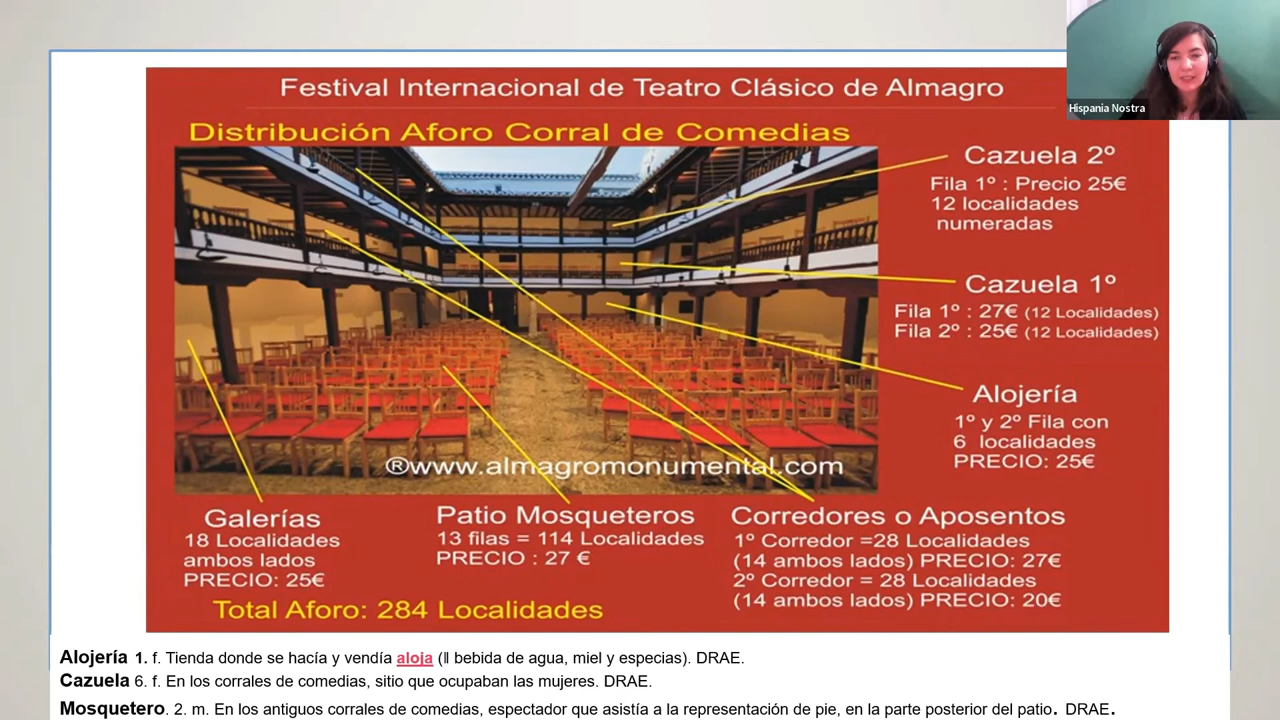 Festival Internacional de Teatro Clásico de Almagro
Hispania Nostra
Distribución Aforo Corral de Comedias
Cazuela 2º
Fila 1º : Precio 25€
12 localidades
numeradas
Cazuela 1º
Fila 1º : 27€ (12 Localidades)
Fila 2º : 25€ (12 Localidades)
Alojería
1º y 2º Fila con
6 localidades
PRECIO: 25€
®www.almagromonumental.com
Galerías
18 Localidades
ambos lados
PRECIO: 25€
Patio Mosqueteros
13 filas = 114 Localidades
PRECIO : 27 €
Corredores o Aposentos
1º Corredor =28 Localidades
(14 ambos lados) PRECIO: 27€
2º Corredor = 28 Localidades
(14 ambos lados) PRECIO: 20€
Total Aforo: 284 Localidades
Alojería 1. f. Tienda donde se hacía y vendía aloja (‖ bebida de agua, miel y especias). DRAE.
Cazuela 6. f. En los corrales de comedias, sitio que ocupaban las mujeres. DRAE.
Mosquetero. 2. m. En los antiguos corrales de comedias, espectador que asistía a la representación de pie, en la parte posterior del patio. DRAE.